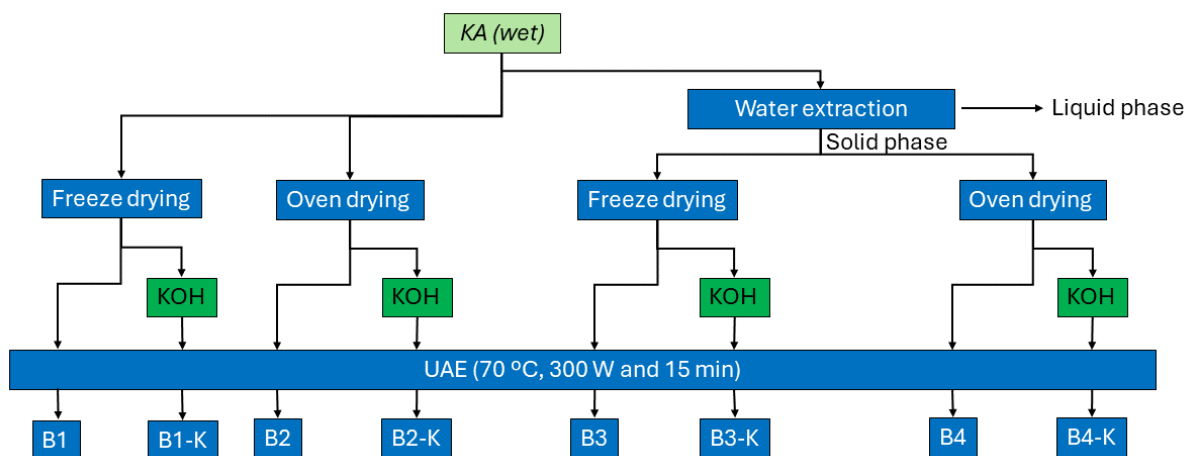 KA (wet)
Water extraction
Liquid phase
Solid phase
Freeze drying
Oven drying
Freeze drying
Oven drying
KOH
KOH
KOH
KOH
UAE (70 ºC, 300 W and 15 min)
B1
B1-K
B2
B2-K
B3
B3-K
B4
B4-K